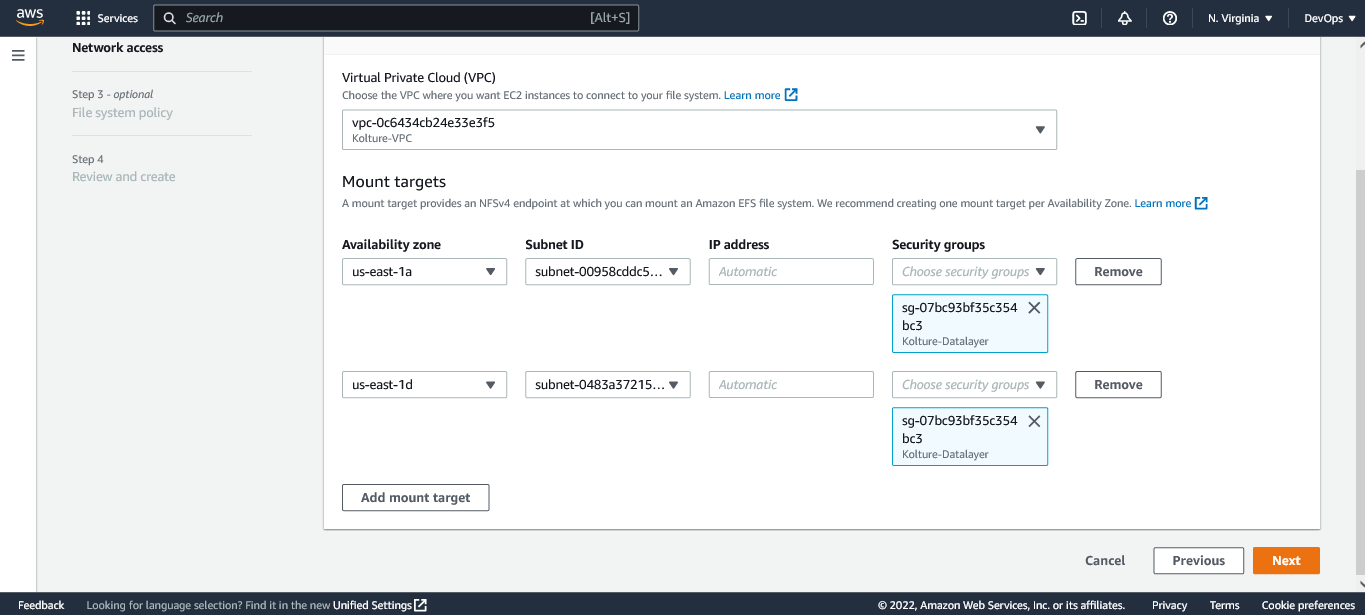 aws
Services
Search
[Alt+S]
N. Virginia
DevOps
Network access
Step 3 - optional
File system policy
Step 4
Review and create
Virtual Private Cloud (VPC)
Choose the VPC where you want EC2 instances to connect to your file system. Learn more
vpc-0c6434cb24e33e3f5
Kolture-VPC
Mount targets
A mount target provides an NFSv4 endpoint at which you can mount an Amazon EFS file system. We recommend creating one mount target per Availability Zone. Learn more
Availability zone Subnet ID IP address Security groups
us-east-1a subnet-00958cddc5... Automatic Choose security groups Remove
sg-07bc93bf35c354
bc3
Kolture-Datalayer
us-east-1d subnet-0483a37215... Automatic Choose security groups Remove
sg-07bc93bf35c354
bc3
Kolture-Datalayer
Add mount target
Cancel Previous Next
Feedback Looking for language selection? Find it in the new Unified Settings © 2022, Amazon Web Services, Inc. or its affiliates. Privacy Terms Cookie preferences